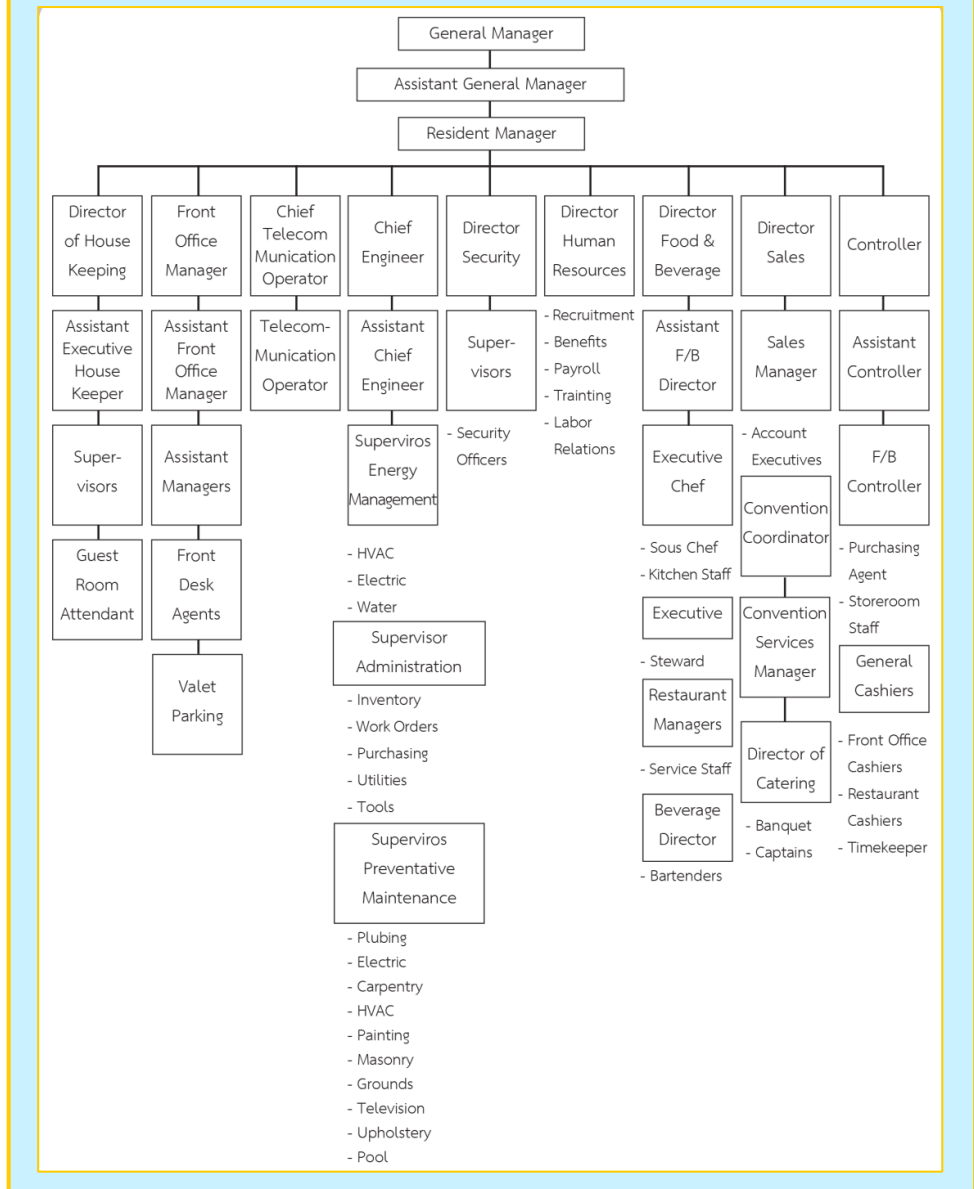 General Manager
Assistant General Manager
Resident Manager
Director
of House
Keeping
Assistant
Executive
House
Keeper
Super-
visors
Guest
Room
Attendant
Front
Office
Manager
Assistant
Front
Office
Manager
Assistant
Managers
Front
Desk
Agents
Valet
Parking
Chief
Telecom
Munication
Operator
Telecom-
Munication
Operator
Chief
Engineer
Assistant
Chief
Engineer
Superviros
Energy
Management
- HVAC
- Electric
- Water
Supervisor
Administration
- Inventory
- Work Orders
- Purchasing
- Utilities
- Tools
Superviros
Preventative
Maintenance
- Plubing
- Electric
- Carpentry
- HVAC
- Painting
- Masonry
- Grounds
- Television
- Upholstery
- Pool
Director
Security
Super-
visors
- Security
Officers
Director
Human
Resources
- Recruitment
- Benefits
- Payroll
- Trainting
- Labor
Relations
Director
Food &
Beverage
Assistant
F/B
Director
Executive
Chef
- Sous Chef
- Kitchen Staff
Executive
- Steward
Restaurant
Managers
- Service Staff
Beverage
Director
- Bartenders
Director
Sales
Sales
Manager
- Account
Executives
Convention
Coordinator
Convention
Services
Manager
Director of
Catering
- Banquet
- Captains
Controller
Assistant
Controller
F/B
Controller
- Purchasing
Agent
- Storeroom
Staff
General
Cashiers
- Front Office
Cashiers
- Restaurant
Cashiers
- Timekeeper